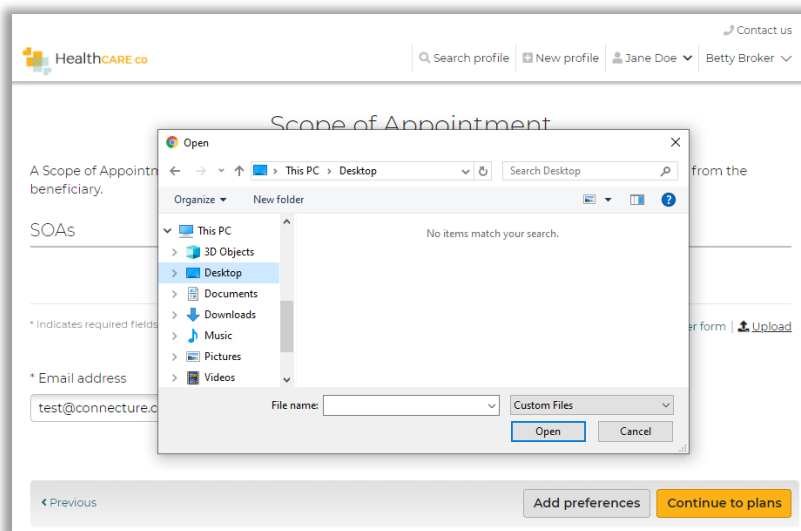 Contact us
HealthCARE co
Search profile
New profile
Jane Doe
Betty Broker
Scope of Appointment
A Scope of Appointm
from the
beneficiary.
SOAs
* Indicates required fields
er form | Upload
* Email address
test@connecture.c
Open
This PC > Desktop
Search Desktop
Organize
New folder
This PC
3D Objects
Desktop
Documents
Downloads
Music
Pictures
Videos
No items match your search.
File name:
Custom Files
Open
Cancel
Previous
Add preferences
Continue to plans